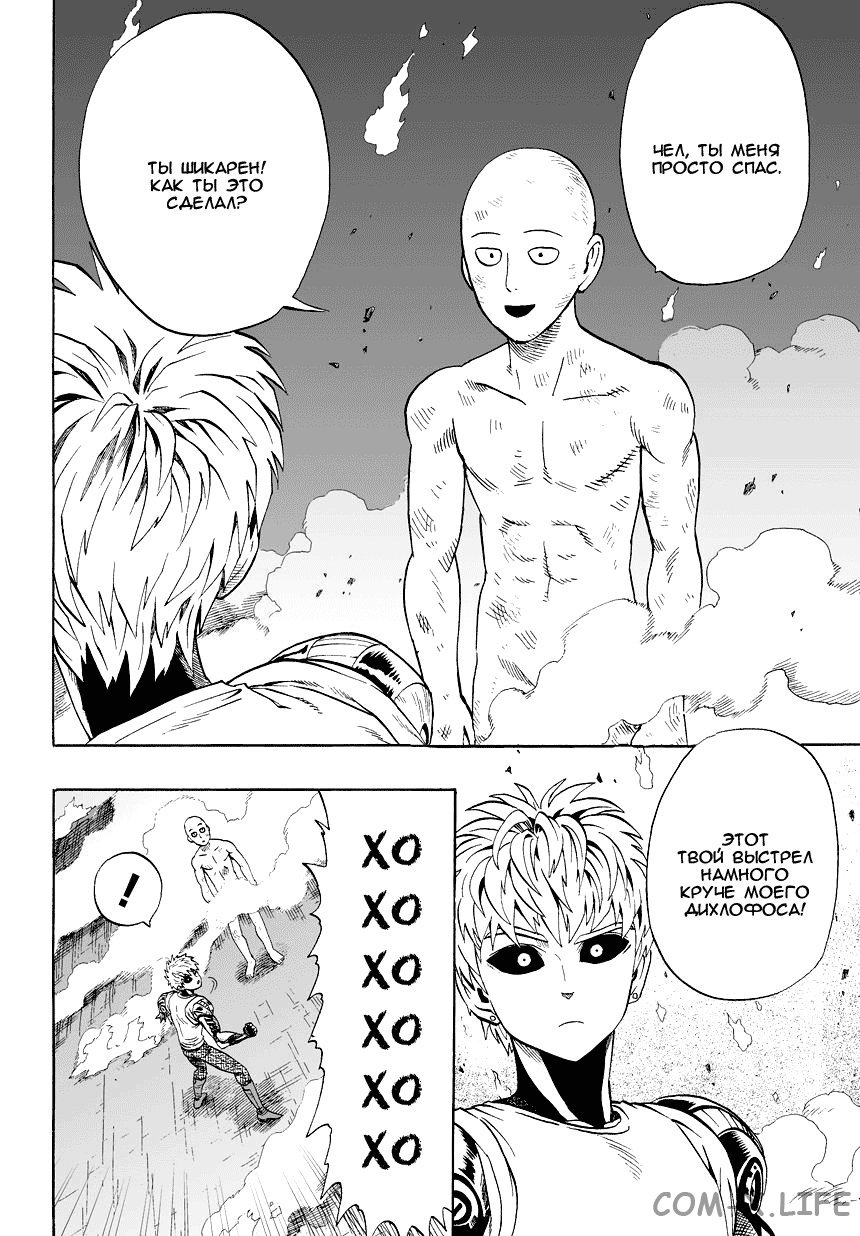 ЧЕЛ, ТЫ МЕНЯ
ПРОСТО СПАС.
ТЫ ШИКАРЕН!
КАК ТЫ ЭТО
СДЕЛАЛ?
ЭТОТ
ТВОЙ ВЫСТРЕЛ
НАМНОГО
КРУЧЕ МОЕГО
ДИХЛОФОСА!
!
ХО
ХО
ХО
ХО
ХО
ХО